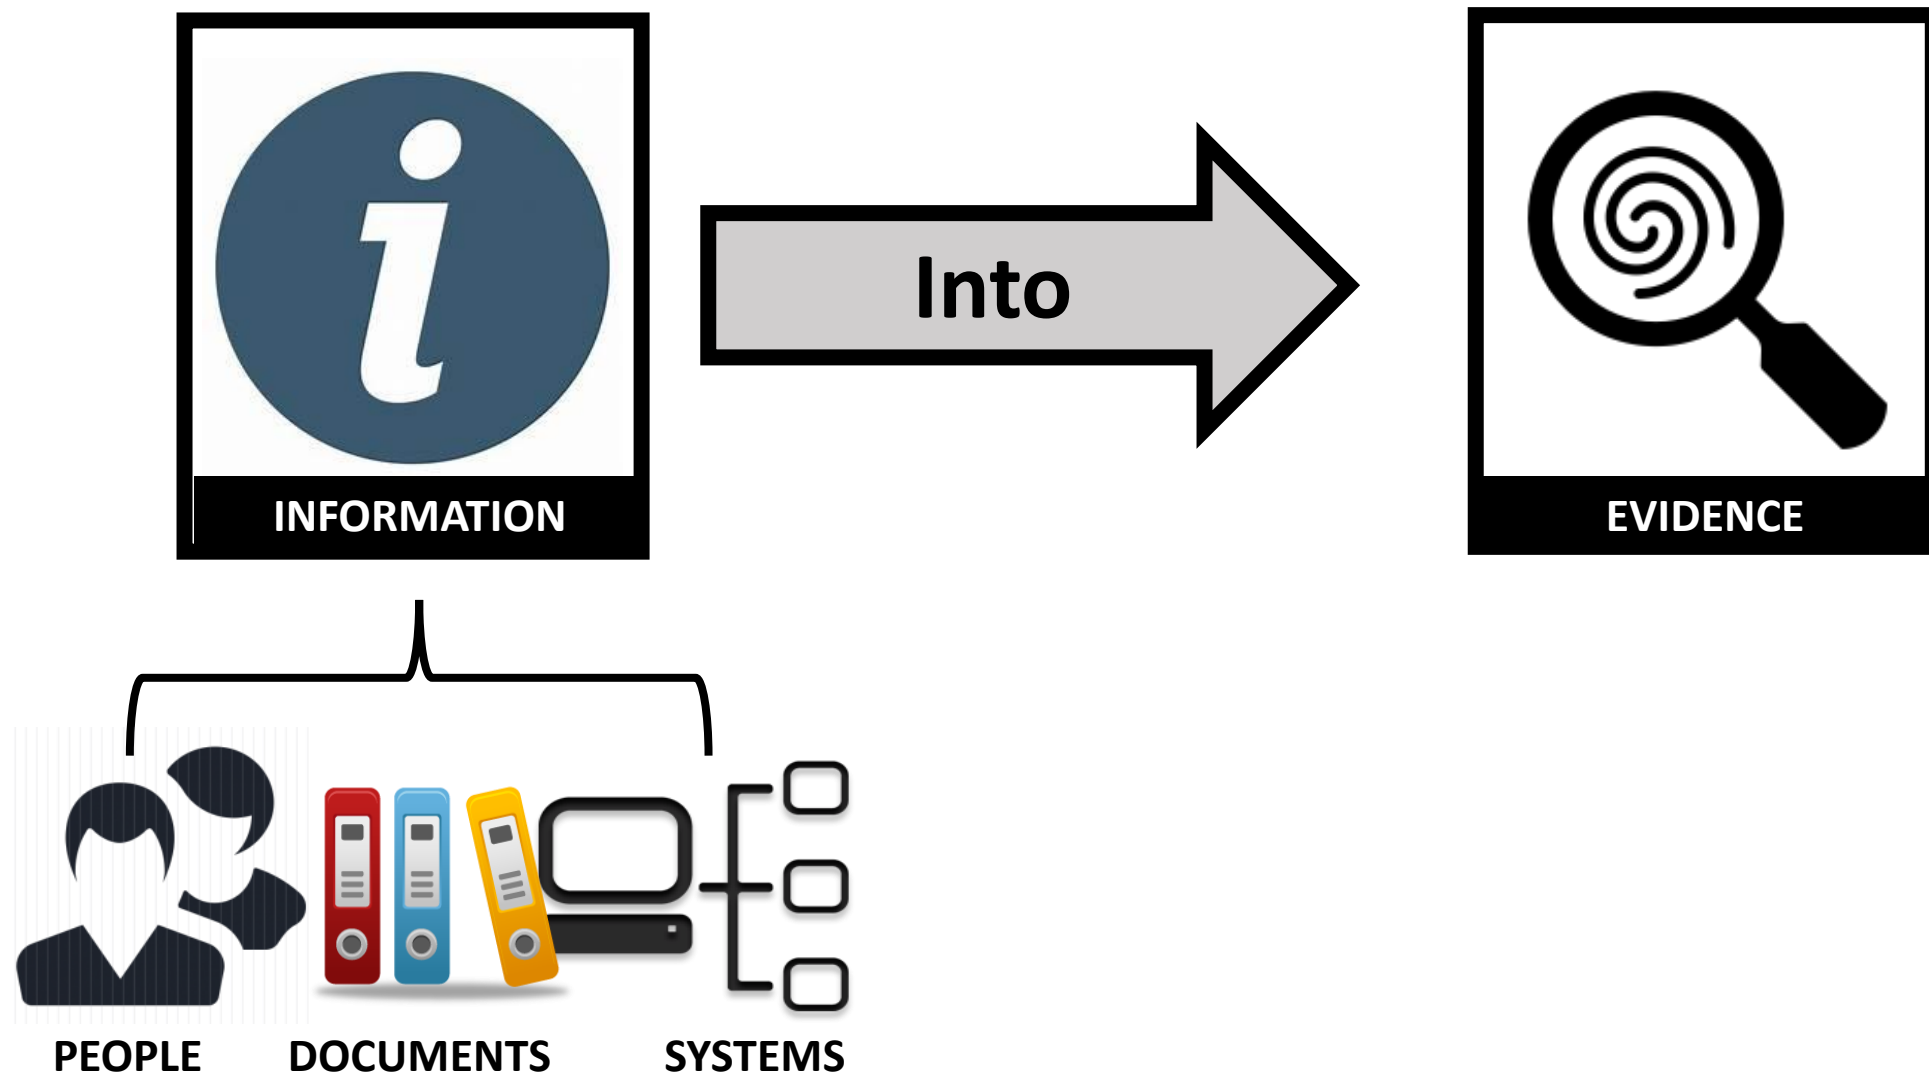 Into
INFORMATION
EVIDENCE
PEOPLE
DOCUMENTS
SYSTEMS